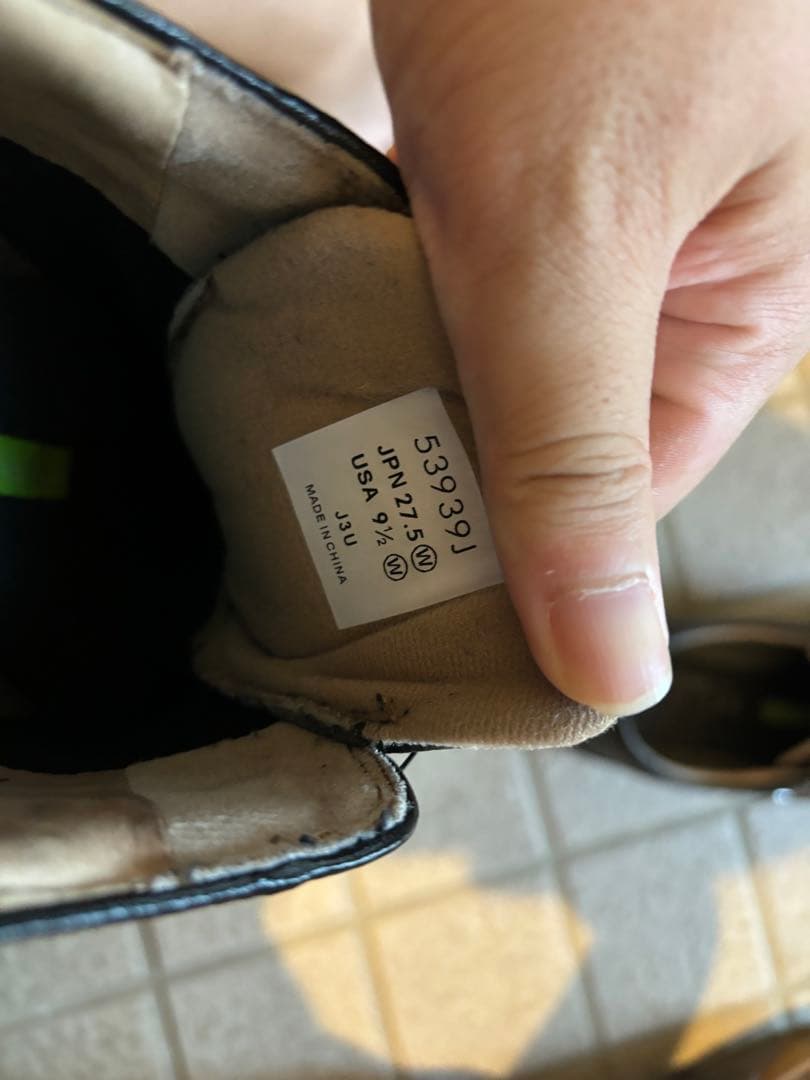 53939J
JPN 27.5 Ⓦ
USA 9½ Ⓦ
J3U
MADE IN CHINA